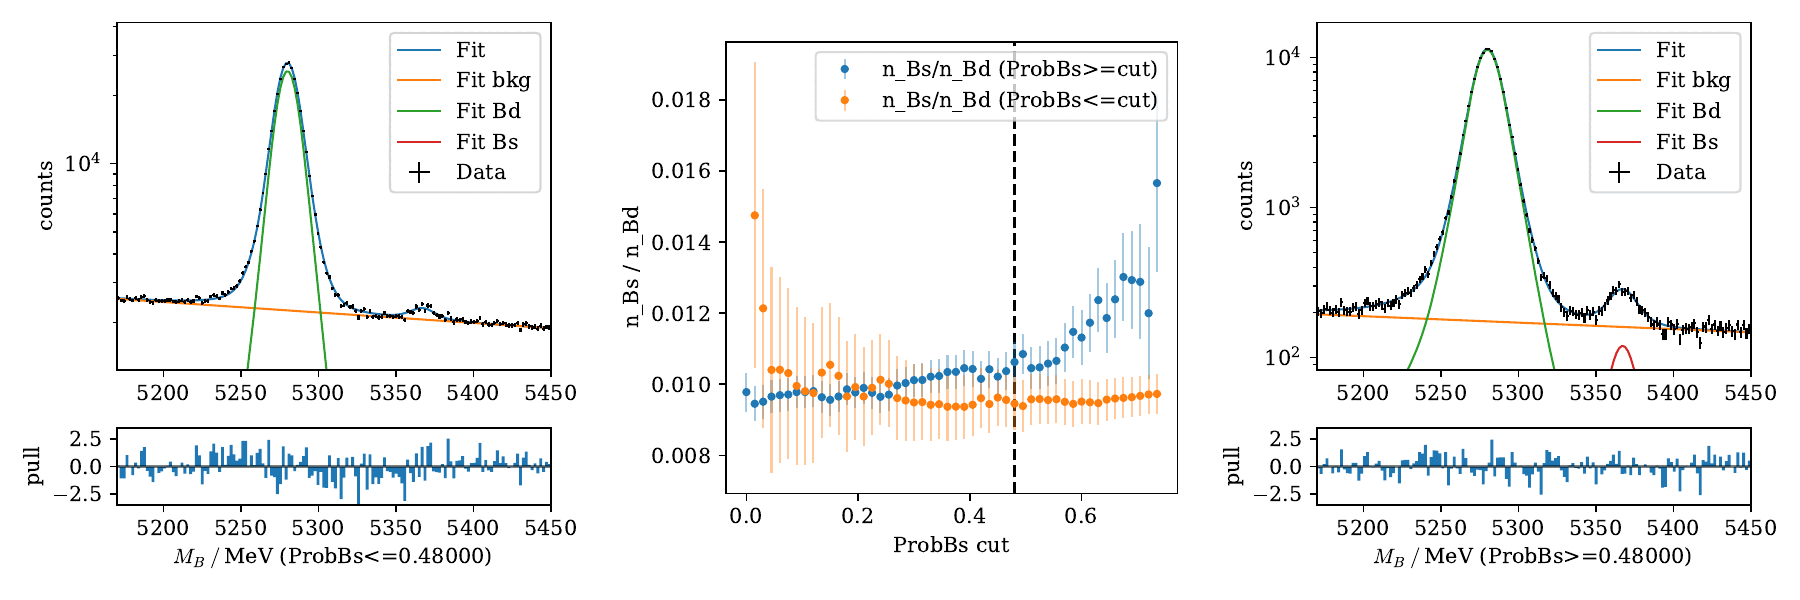 Fit
Fit bkg
Fit Bd
Fit Bs
Data
10^4
counts
5200 5250 5300 5350 5400 5450
2.5
0.0
−2.5
pull
5200 5250 5300 5350 5400 5450
M_B / MeV (ProbBs<=0.48000)
n_Bs/n_Bd (ProbBs>=cut)
n_Bs/n_Bd (ProbBs<=cut)
0.018
0.016
0.014
0.012
0.010
0.008
n_Bs / n_Bd
0.0 0.2 0.4 0.6
ProbBs cut
Fit
Fit bkg
Fit Bd
Fit Bs
Data
10^4
10^3
10^2
counts
5200 5250 5300 5350 5400 5450
2.5
0.0
−2.5
pull
5200 5250 5300 5350 5400 5450
M_B / MeV (ProbBs>=0.48000)